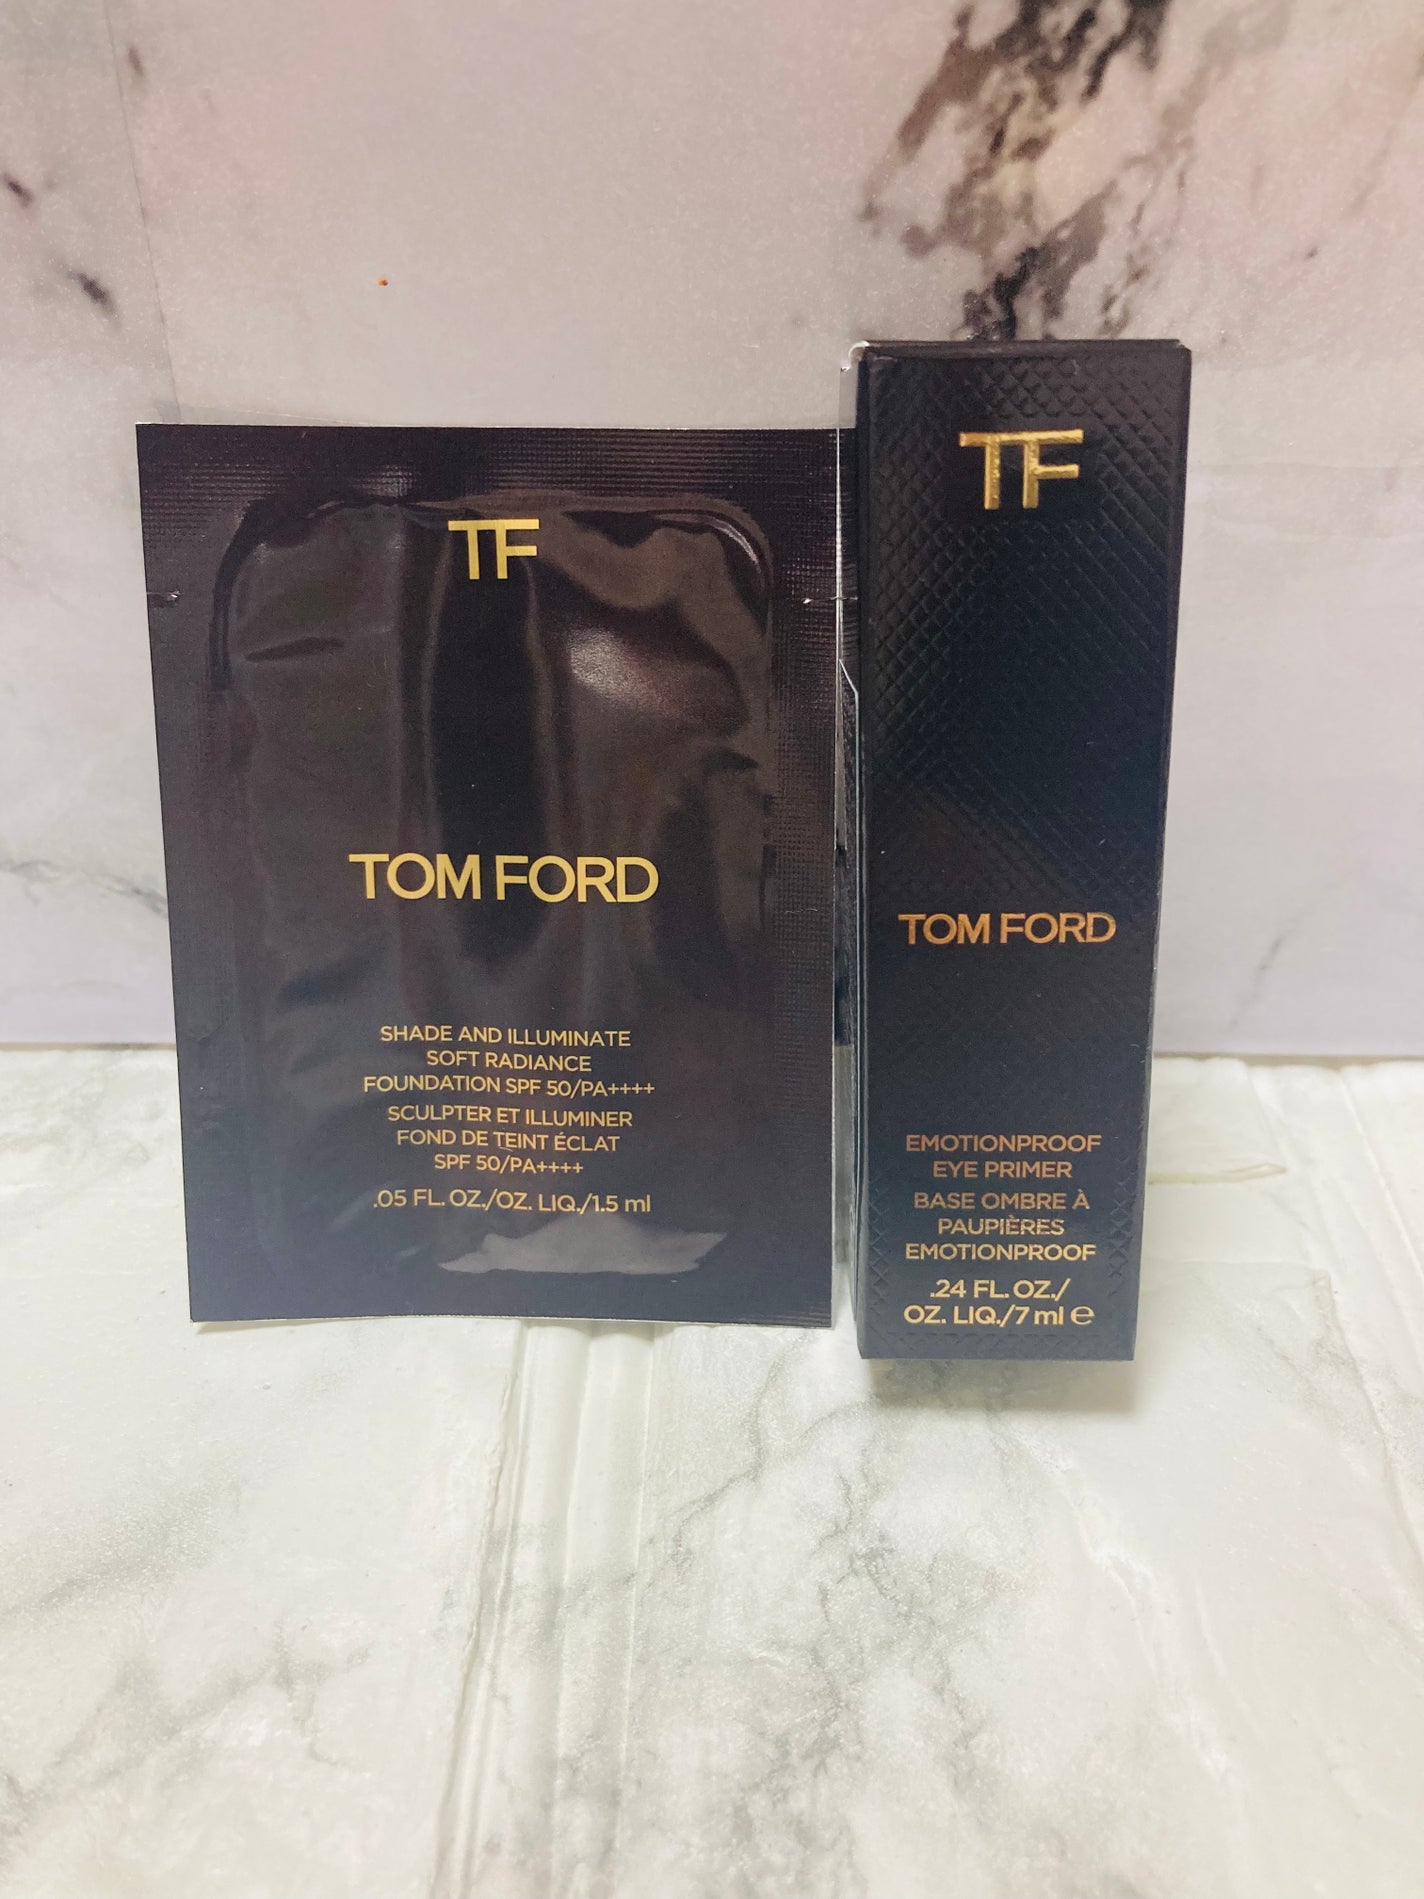 TF
TOM FORD
SHADE AND ILLUMINATE
SOFT RADIANCE
FOUNDATION SPF 50/PA++++
SCULPTER ET ILLUMINER
FOND DE TEINT ÉCLAT
SPF 50/PA++++
.05 FL. OZ./OZ. LIQ./1.5 ml
TF
TOM FORD
EMOTIONPROOF
EYE PRIMER
BASE OMBRE À
PAUPIÈRES
EMOTIONPROOF
.24 FL. OZ./
OZ. LIQ./7 ml ℮